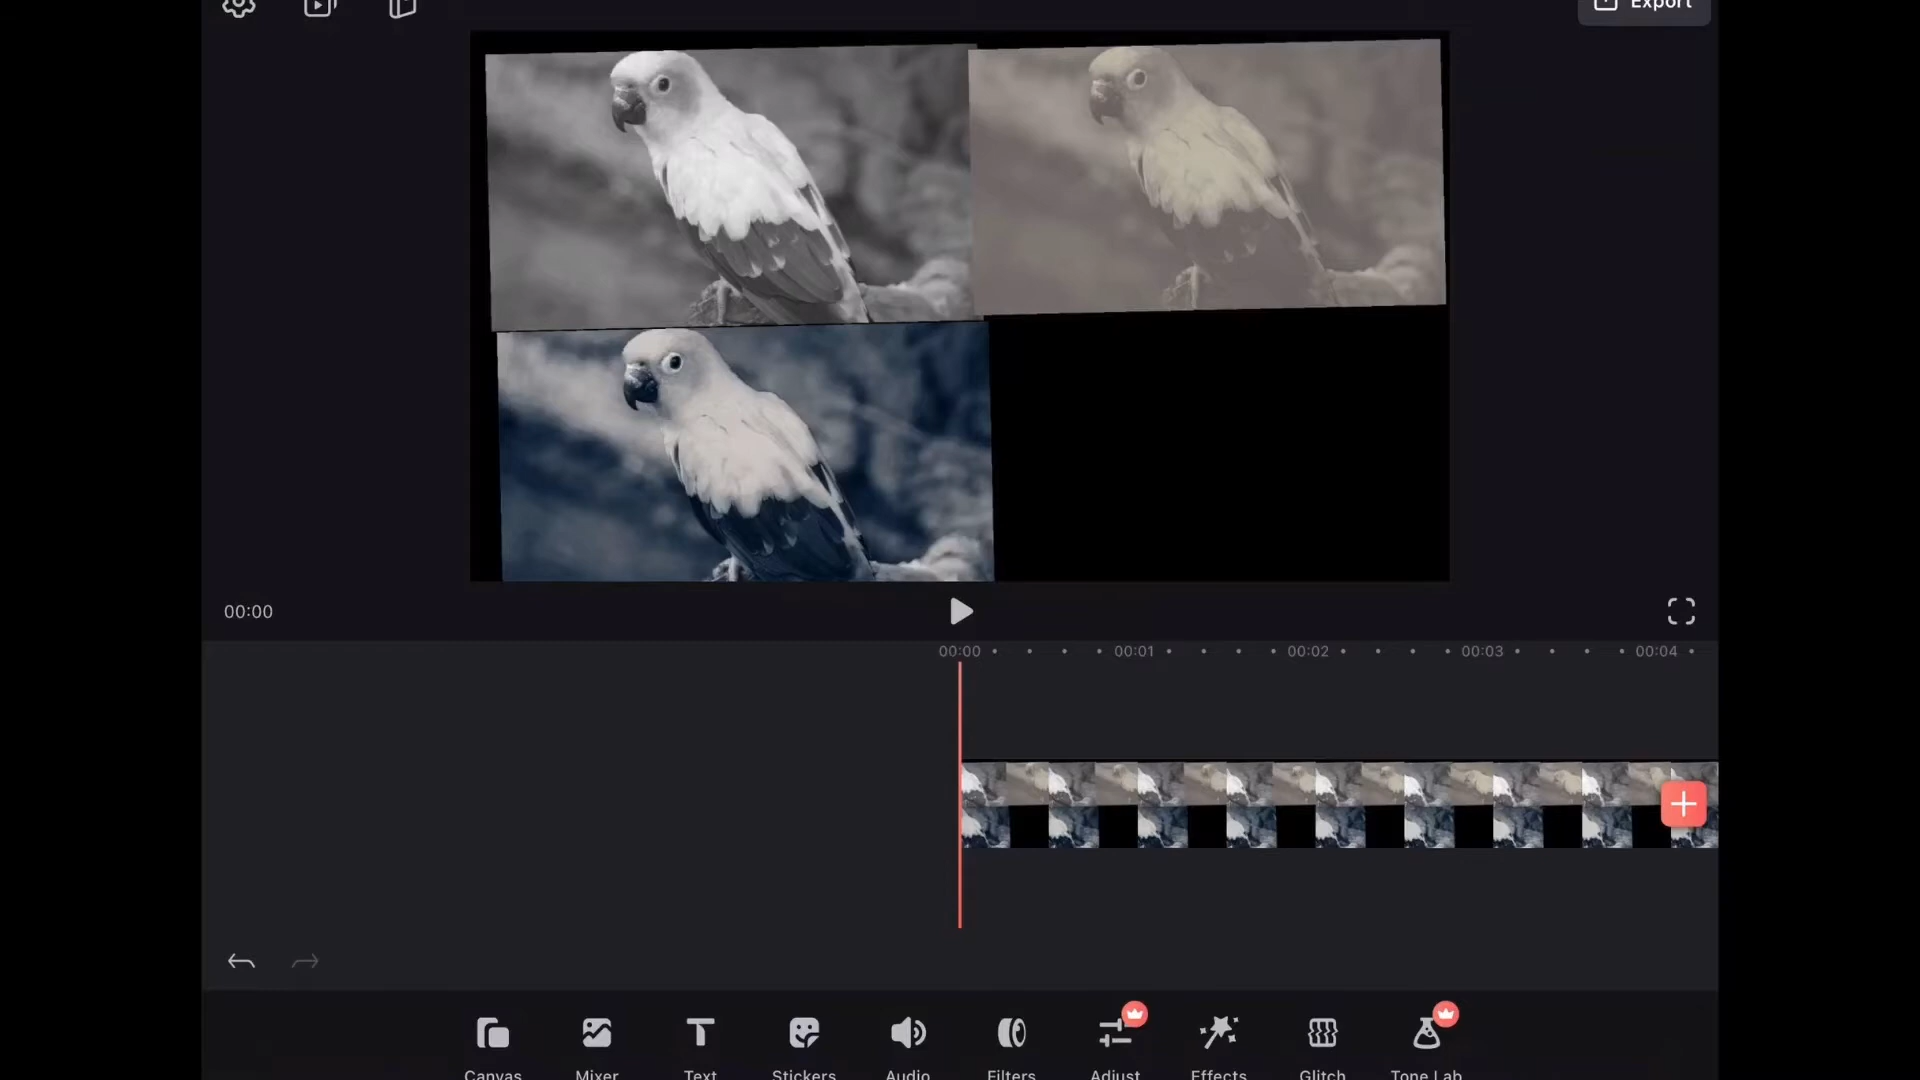 Export
00:00
00:00 00:01 00:02 00:03 00:04
Canvas Mixer Text Stickers Audio Filters Adjust Effects Glitch Tone Lab